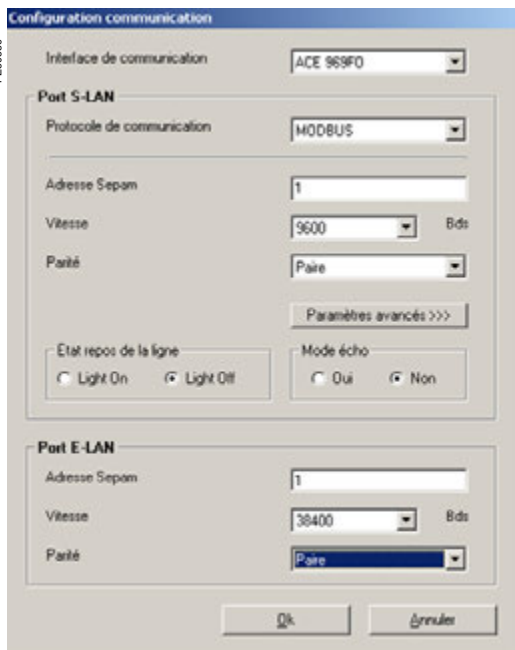 Configuration communication
Interface de communication ACE 969FO
Port S-LAN
Protocole de communication MODBUS
Adresse Sepam 1
Vitesse 9600 Bds
Parité Paire
Paramètres avancés >>>
Etat repos de la ligne Mode écho
Light On Light Off Oui Non
Port E-LAN
Adresse Sepam 1
Vitesse 38400 Bds
Parité Paire
Ok Annuler